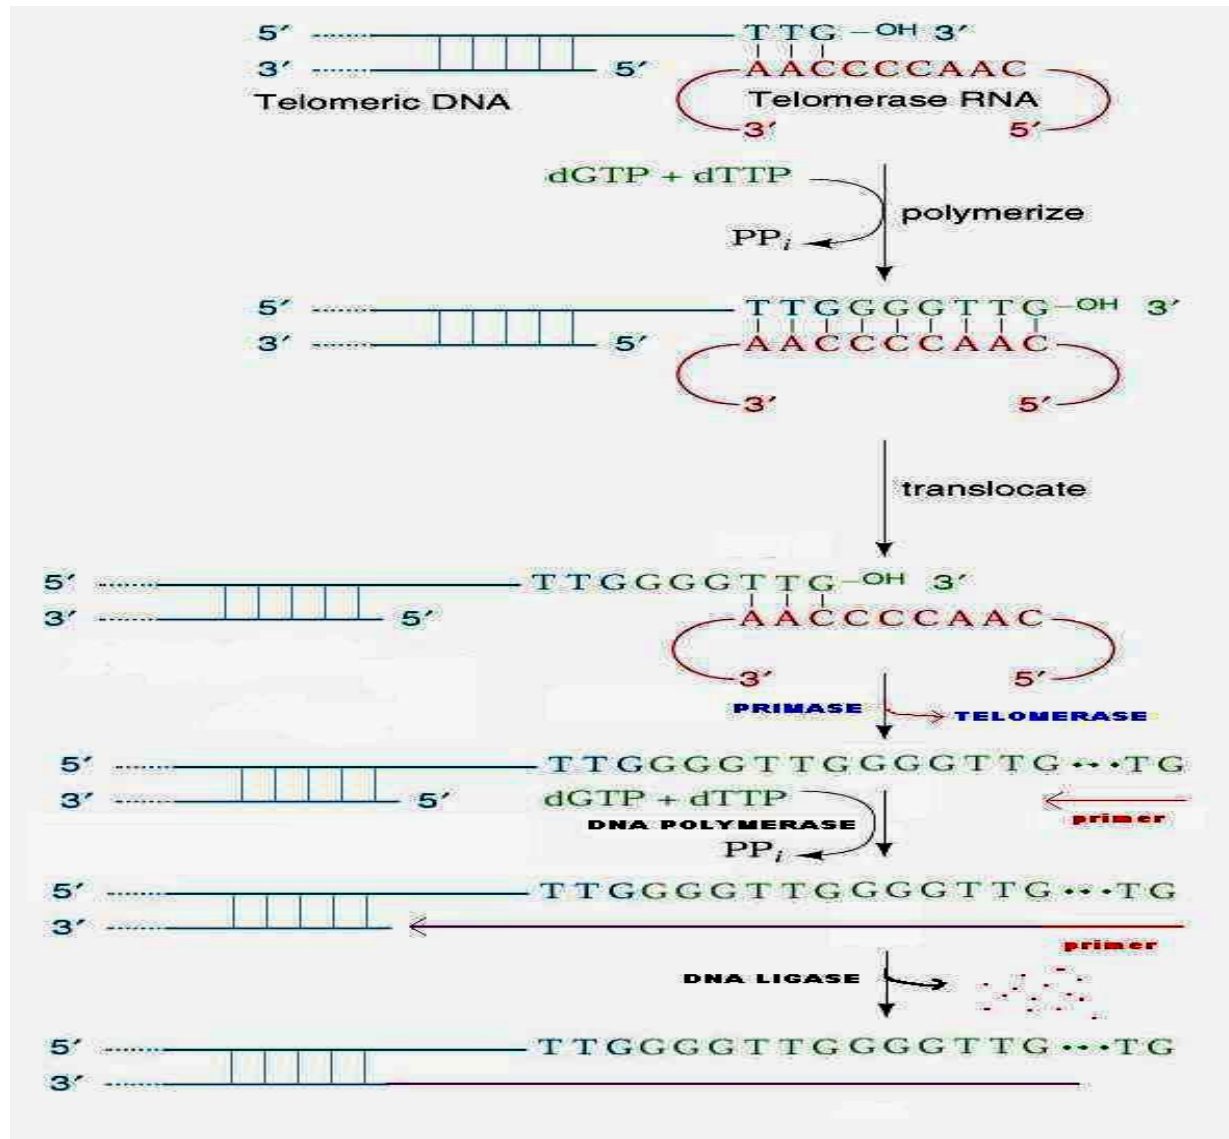 5′ TTG-OH 3′
3′ 5′ AACCCCAAC
Telomeric DNA Telomerase RNA
3′ 5′
dGTP + dTTP
polymerize
PPi
5′ TTGGGGTTG-OH 3′
3′ 5′ AACCCCAAC
3′ 5′
translocate
5′ TTGGGGTTG-OH 3′
3′ 5′ AACCCCAAC
3′ 5′
PRIMASE TELOMERASE
5′ TTGGGGTTGGGGTTG•••TG
3′ 5′ dGTP + dTTP
primer
DNA POLYMERASE
PPi
5′ TTGGGGTTGGGGTTG•••TG
3′
primer
DNA LIGASE
5′ TTGGGGTTGGGGTTG•••TG
3′